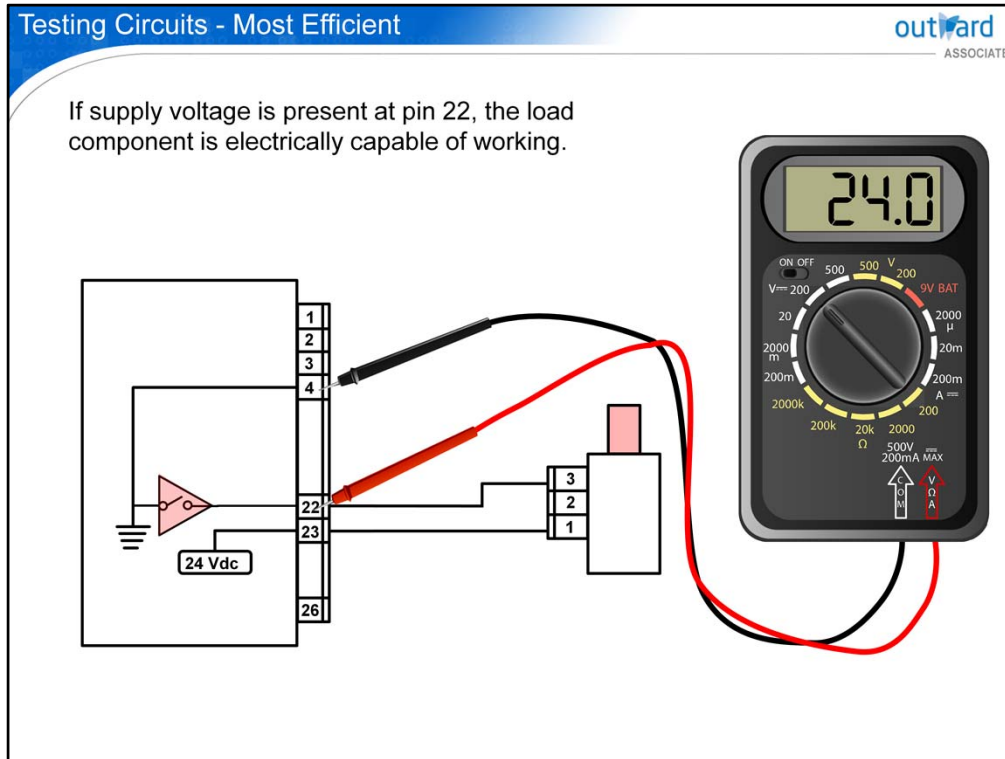 Testing Circuits - Most Efficient
outward
ASSOCIATE
If supply voltage is present at pin 22, the load
component is electrically capable of working.
24.0
ON OFF
500
500
V
200
V
200
9V BAT
20
2000
µ
2000
m
20m
200m
200m
A
2000k
200
200k
20k
2000
Ω
500V
200mA
MAX
COM
VΩA
1
2
3
4
22
23
26
24 Vdc
3
2
1